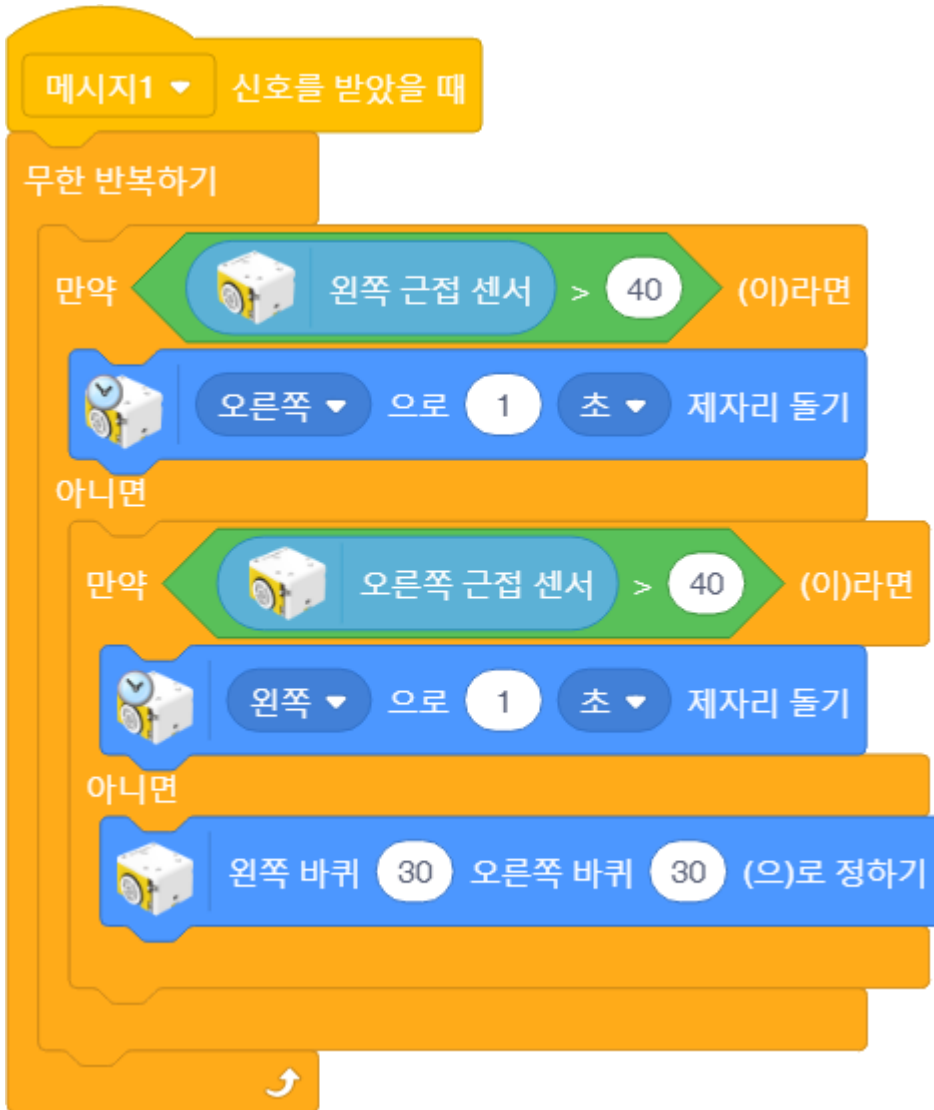 메시지1 신호를 받았을 때
무한 반복하기
만약 왼쪽 근접 센서 > 40 (이)라면
오른쪽 으로 1 초 제자리 돌기
아니면
만약 오른쪽 근접 센서 > 40 (이)라면
왼쪽 으로 1 초 제자리 돌기
아니면
왼쪽 바퀴 30 오른쪽 바퀴 30 (으)로 정하기